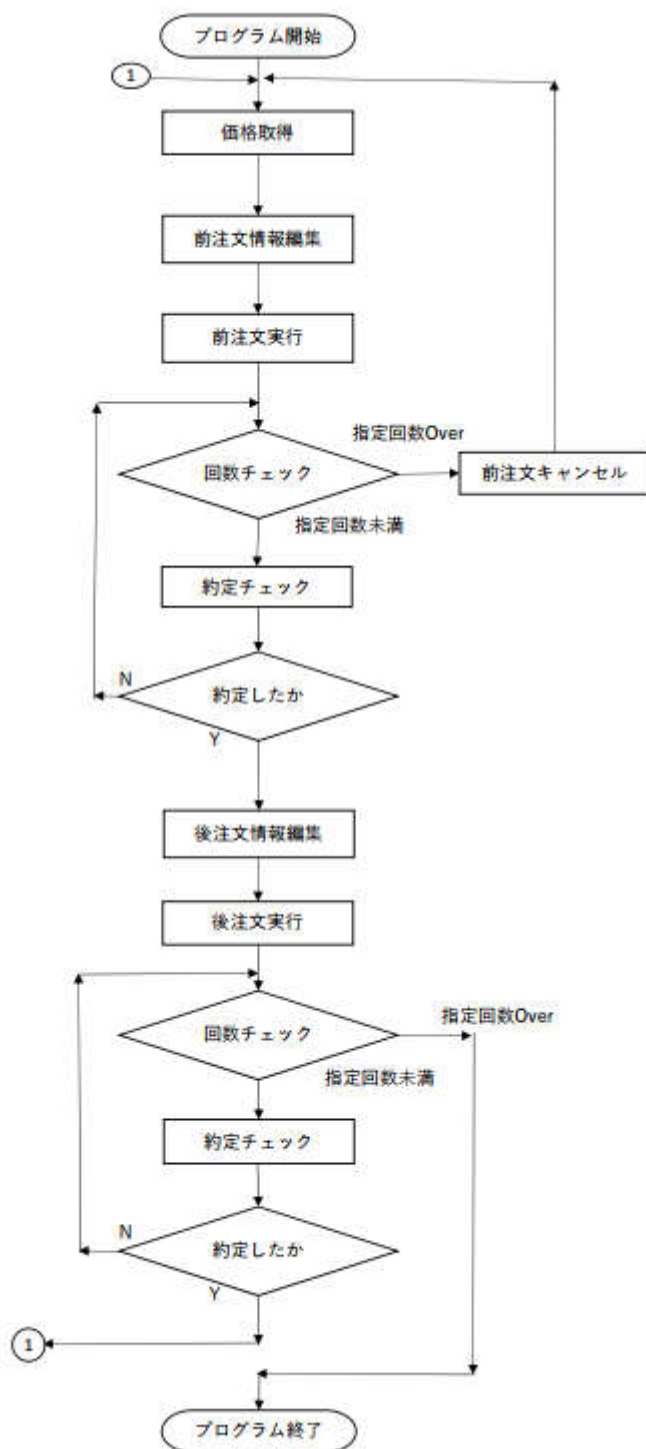 プログラム開始
1
価格取得
前注文情報編集
前注文実行
指定回数Over
回数チェック
前注文キャンセル
指定回数未満
約定チェック
N
約定したか
Y
後注文情報編集
後注文実行
指定回数Over
回数チェック
指定回数未満
約定チェック
N
約定したか
Y
1
プログラム終了